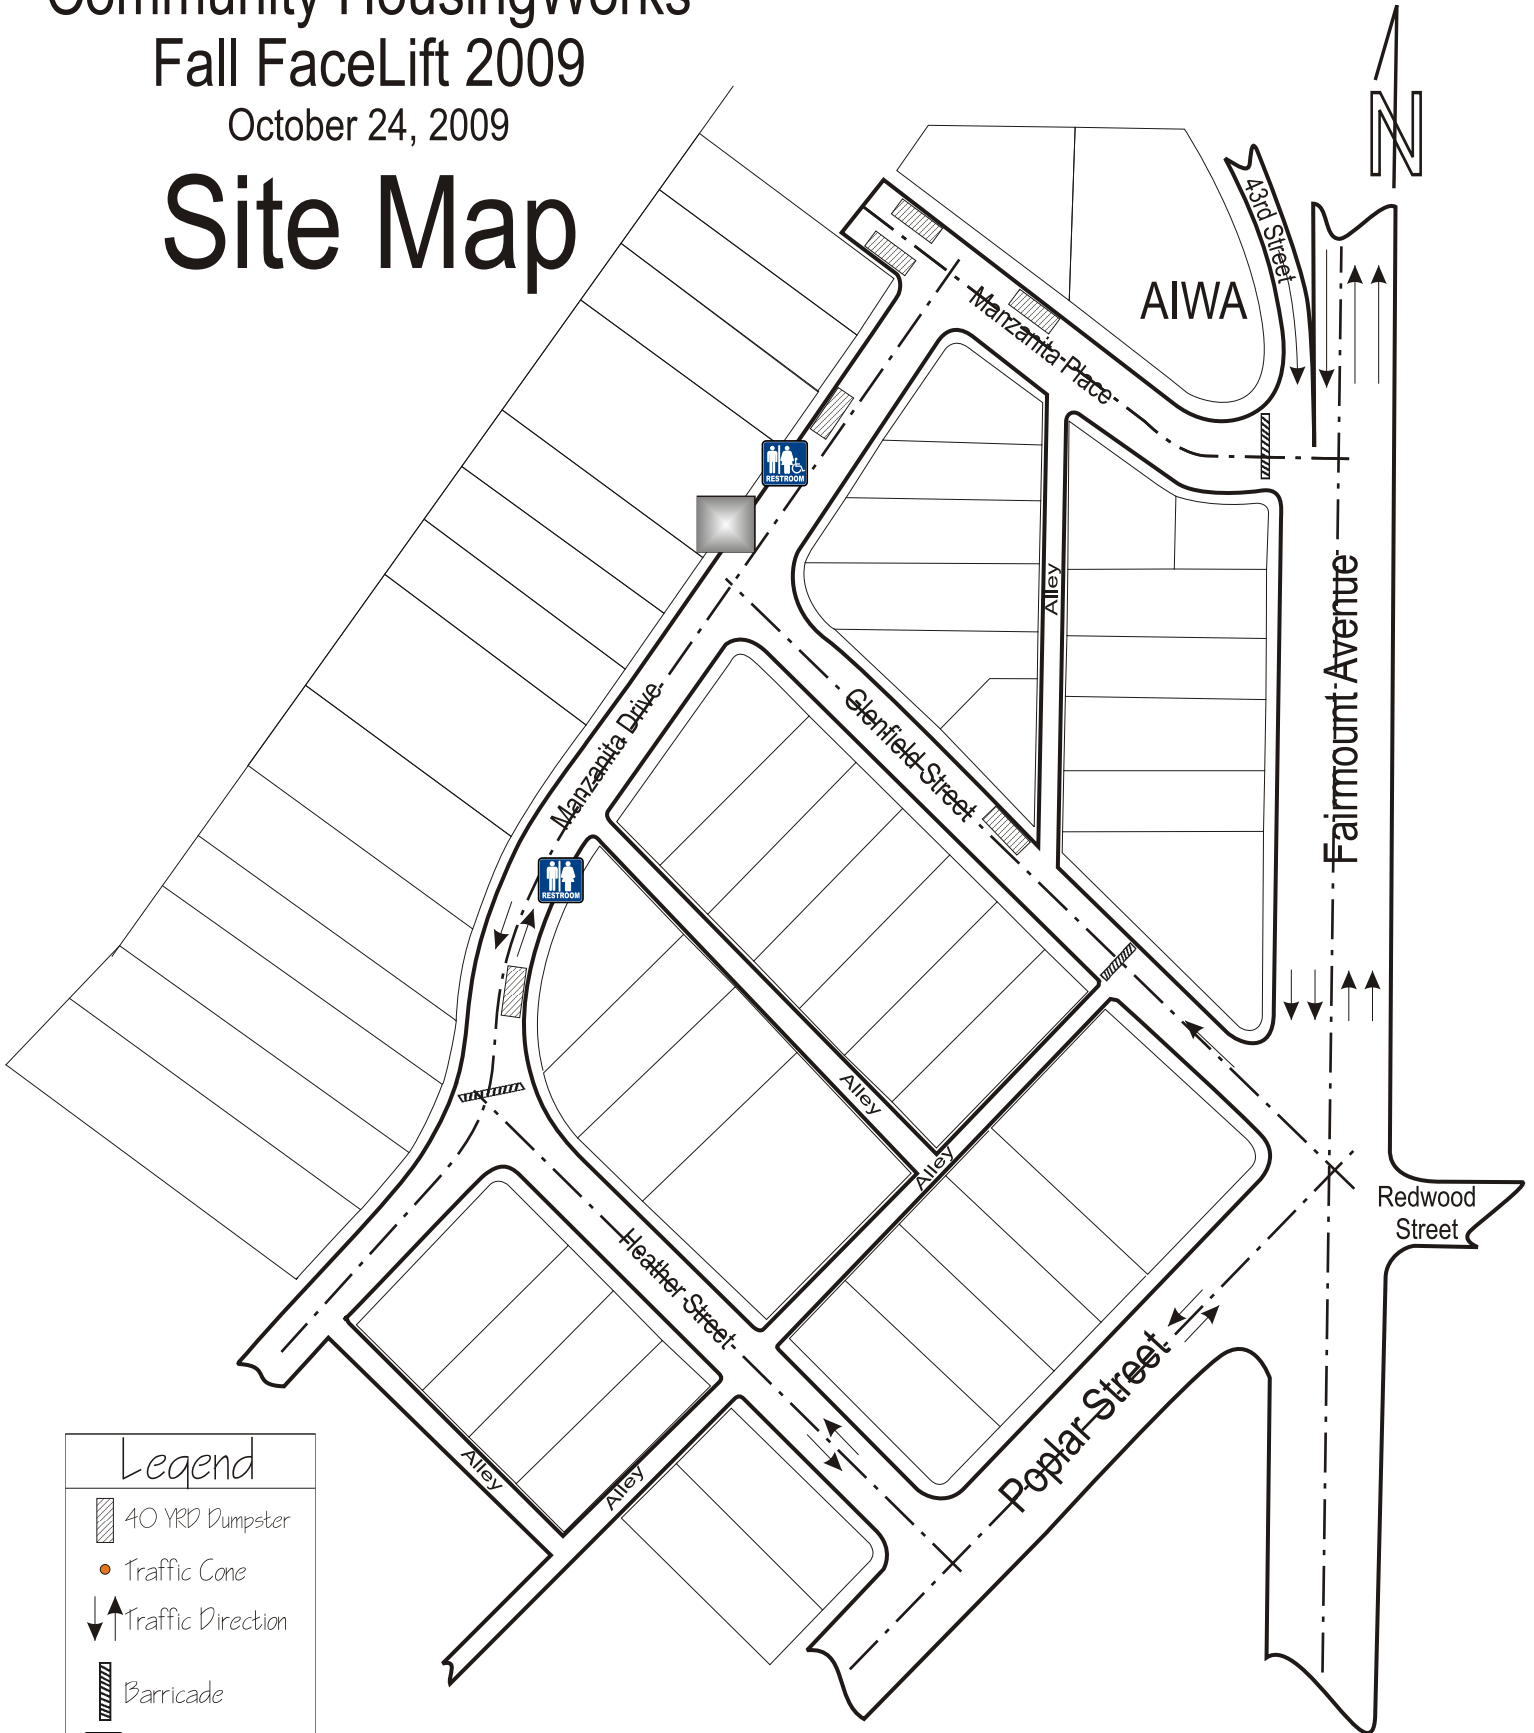 Community HousingWorks
Fall FaceLift 2009
October 24, 2009
Site Map
N
43rd Street
AIWA
Manzanita Place
RESTROOM
Alley
Fairmount Avenue
Manzanita Drive
Glenfield Street
RESTROOM
Alley
Alley
Redwood
Street
Heather Street
Poplar Street
Alley
Alley
Legend
40 YRD Dumpster
Traffic Cone
Traffic Direction
Barricade